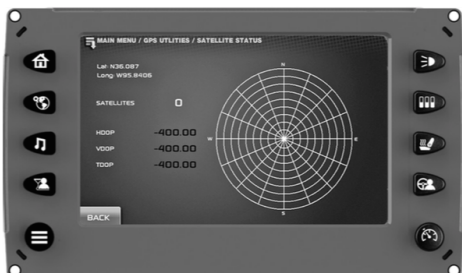 MAIN MENU / GPS UTLITIES / SATELLITE STATUS
Lat: N36.087
Long: W95.8406
SATELLITES 0
HDOP -400.00
VDOP -400.00
TDOP -400.00
N
W
E
S
BACK